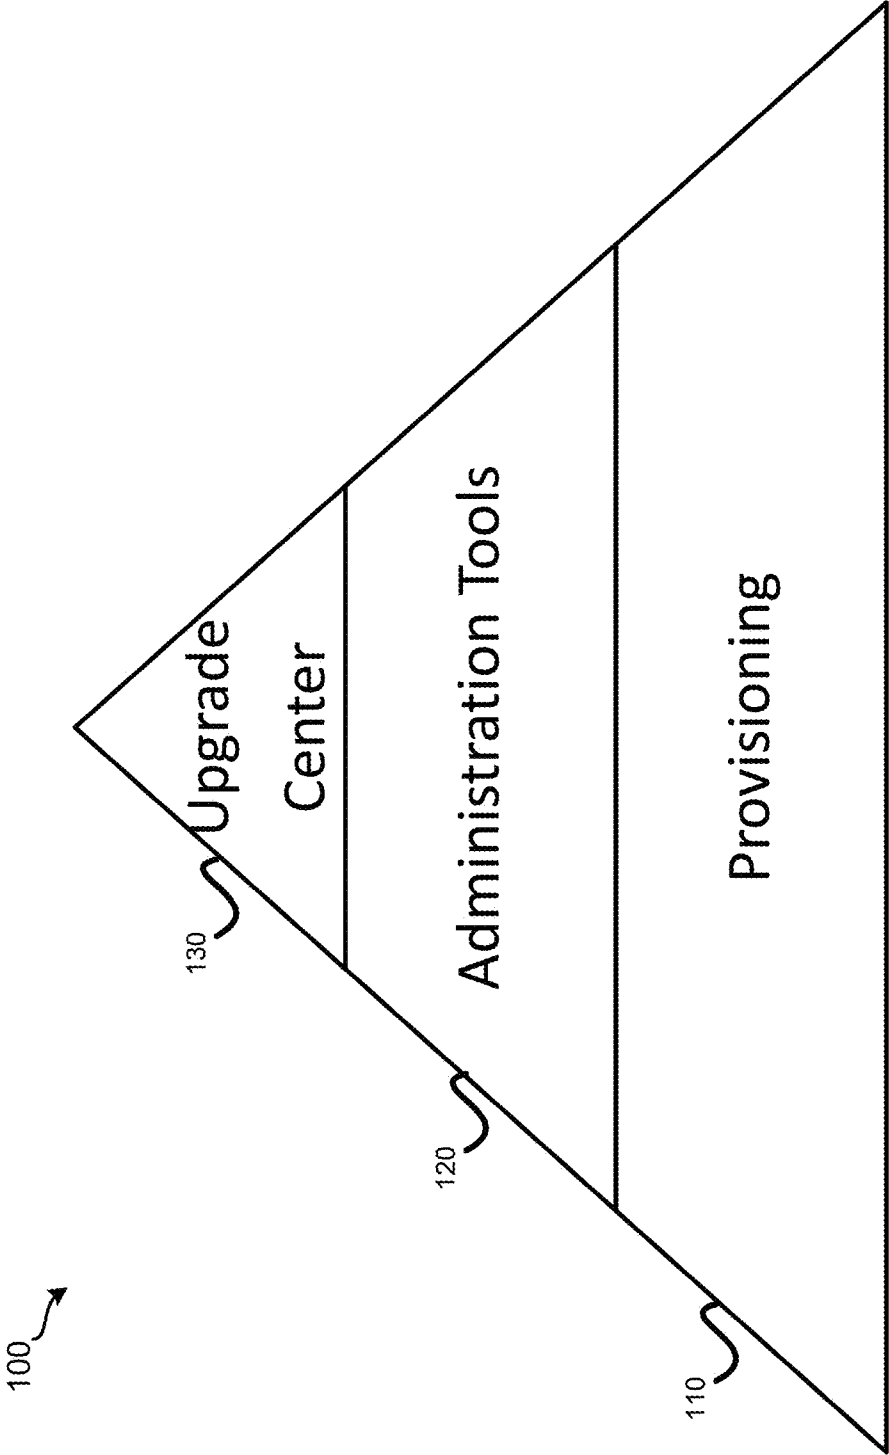 100
130
Upgrade
Center
120
Administration Tools
110
Provisioning